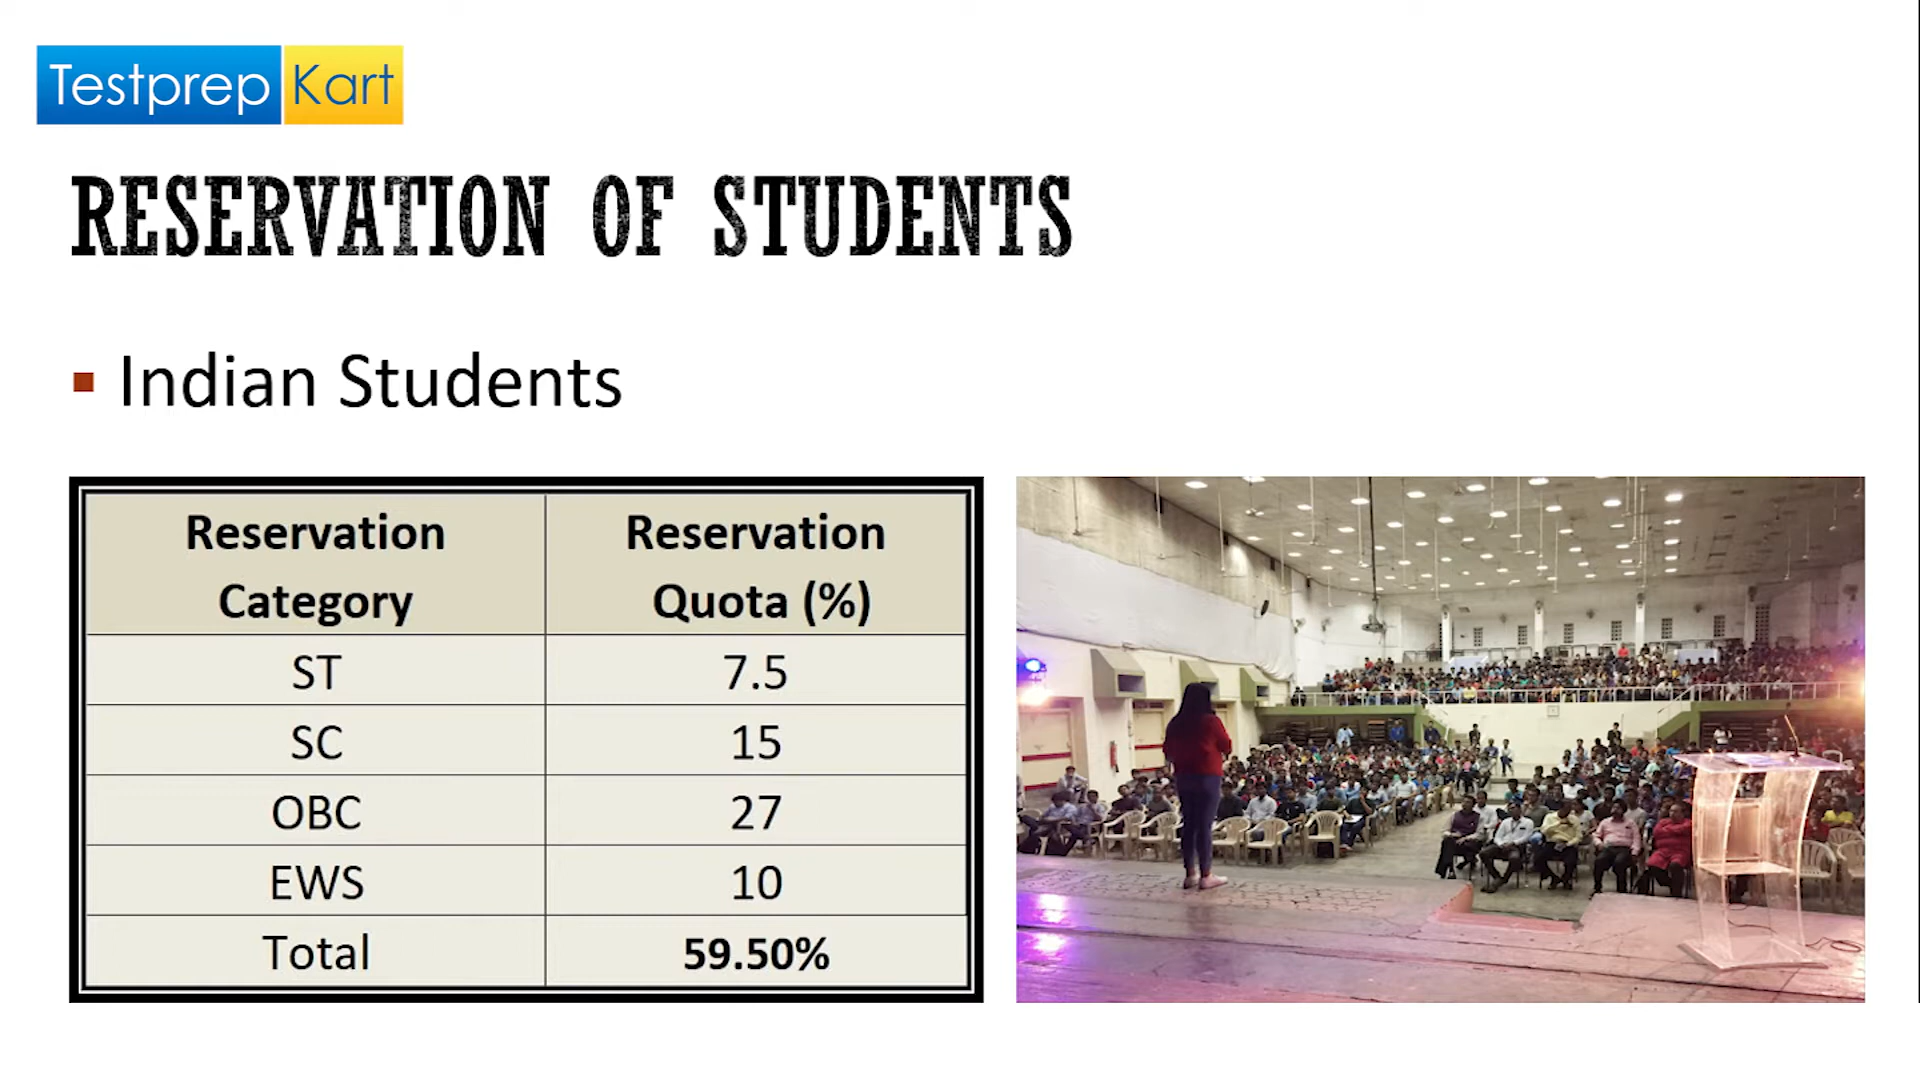 Testprep Kart
RESERVATION OF STUDENTS
▪ Indian Students
Reservation Category Reservation Quota (%)
ST 7.5
SC 15
OBC 27
EWS 10
Total 59.50%